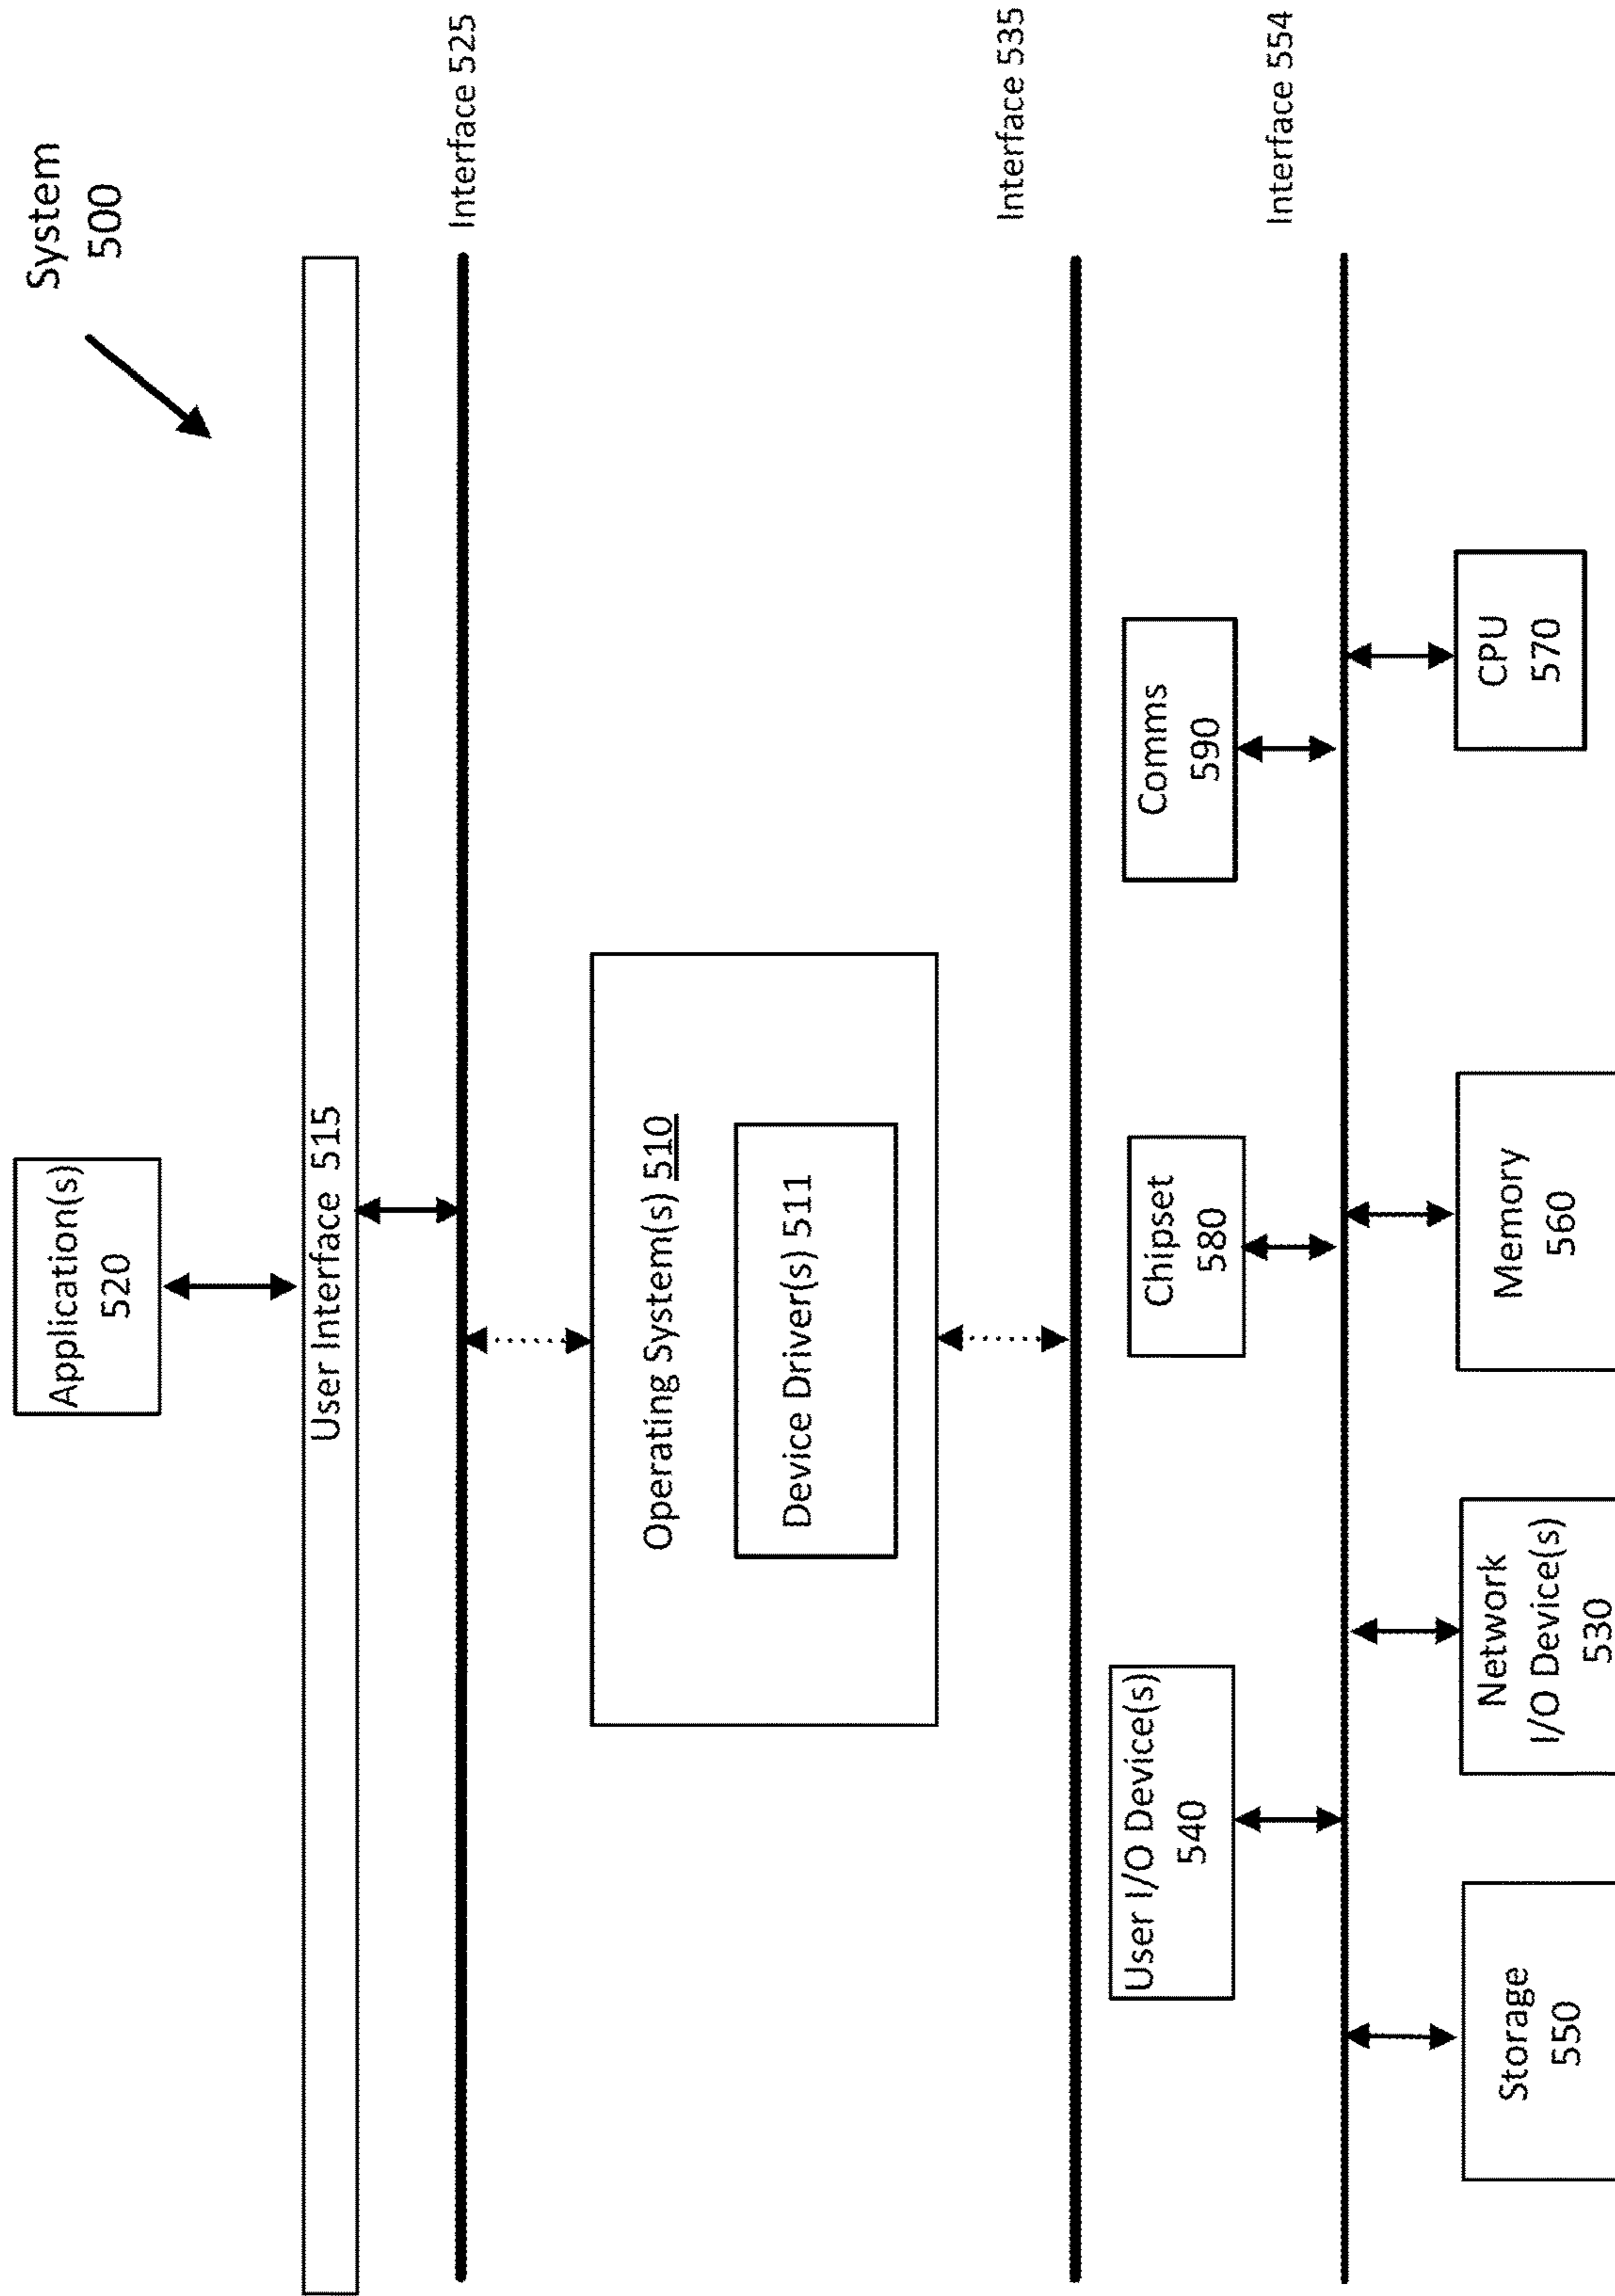 System
500
Application(s)
520
User Interface 515
Interface 525
Operating System(s) 510
Device Driver(s) 511
Interface 535
User I/O Device(s)
540
Chipset
580
Comms
590
Interface 554
Storage
550
Network
I/O Device(s)
530
Memory
560
CPU
570